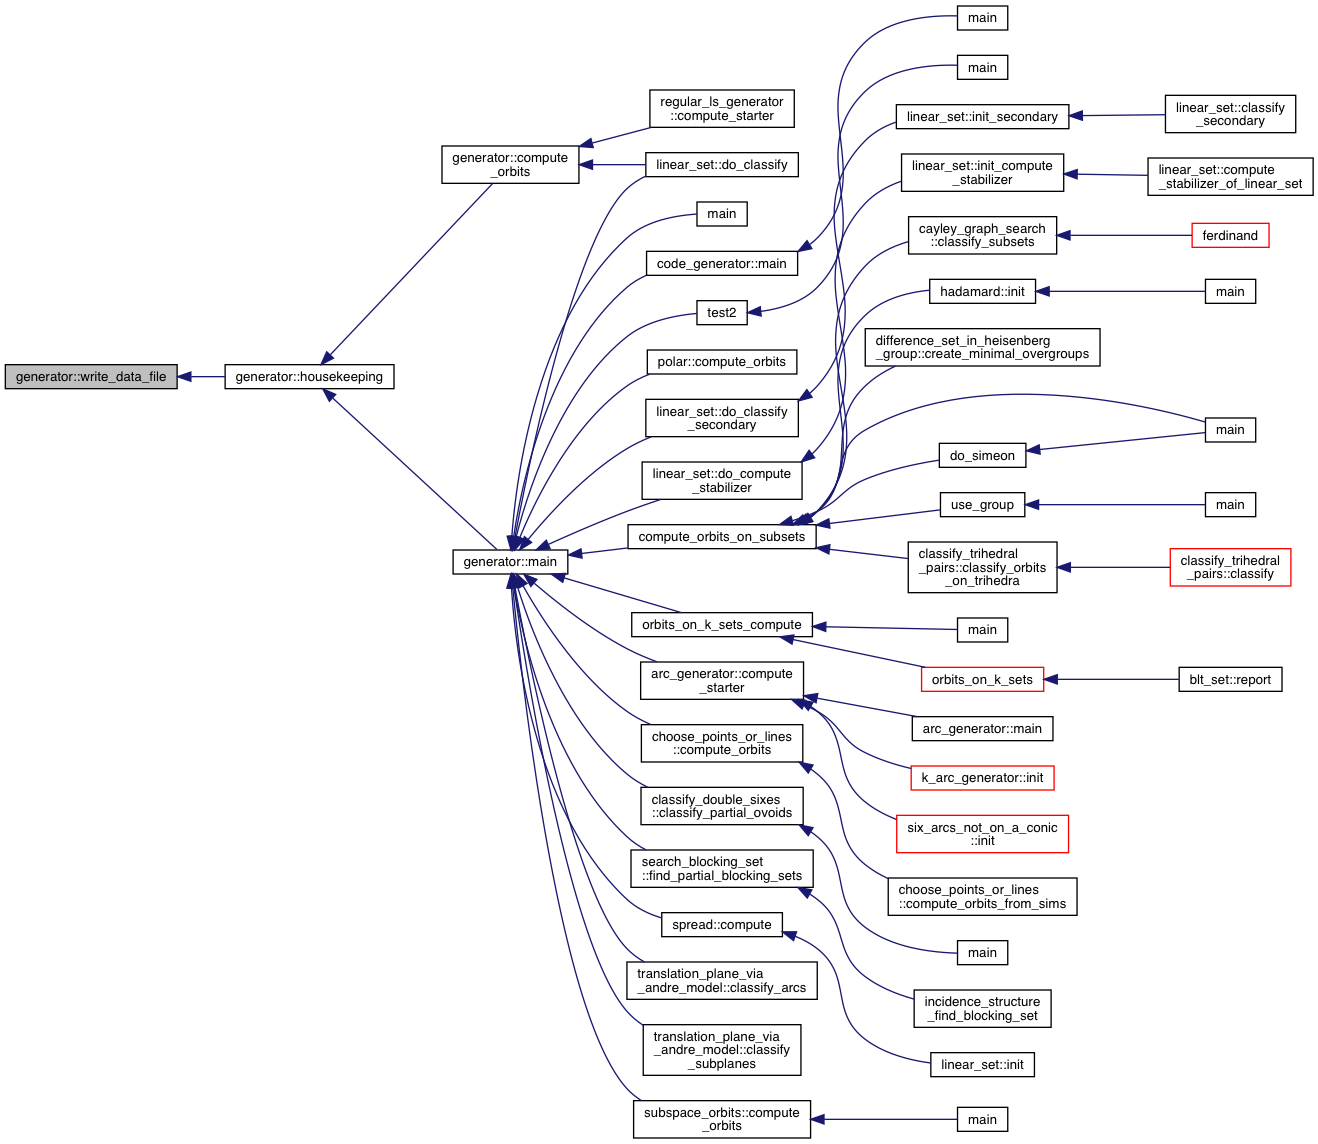 generator::write_data_file
generator::housekeeping
generator::compute
_orbits
generator::main
regular_ls_generator
::compute_starter
linear_set::do_classify
main
code_generator::main
test2
polar::compute_orbits
linear_set::do_classify
_secondary
linear_set::do_compute
_stabilizer
compute_orbits_on_subsets
orbits_on_k_sets_compute
arc_generator::compute
_starter
choose_points_or_lines
::compute_orbits
classify_double_sixes
::classify_partial_ovoids
search_blocking_set
::find_partial_blocking_sets
spread::compute
translation_plane_via
_andre_model::classify_arcs
translation_plane_via
_andre_model::classify
_subplanes
subspace_orbits::compute
_orbits
main
main
linear_set::init_secondary
linear_set::init_compute
_stabilizer
cayley_graph_search
::classify_subsets
hadamard::init
difference_set_in_heisenberg
_group::create_minimal_overgroups
do_simeon
use_group
classify_trihedral
_pairs::classify_orbits
_on_trihedra
main
orbits_on_k_sets
arc_generator::main
k_arc_generator::init
six_arcs_not_on_a_conic
::init
choose_points_or_lines
::compute_orbits_from_sims
main
incidence_structure
_find_blocking_set
linear_set::init
main
linear_set::classify
_secondary
linear_set::compute
_stabilizer_of_linear_set
ferdinand
main
main
main
classify_trihedral
_pairs::classify
blt_set::report